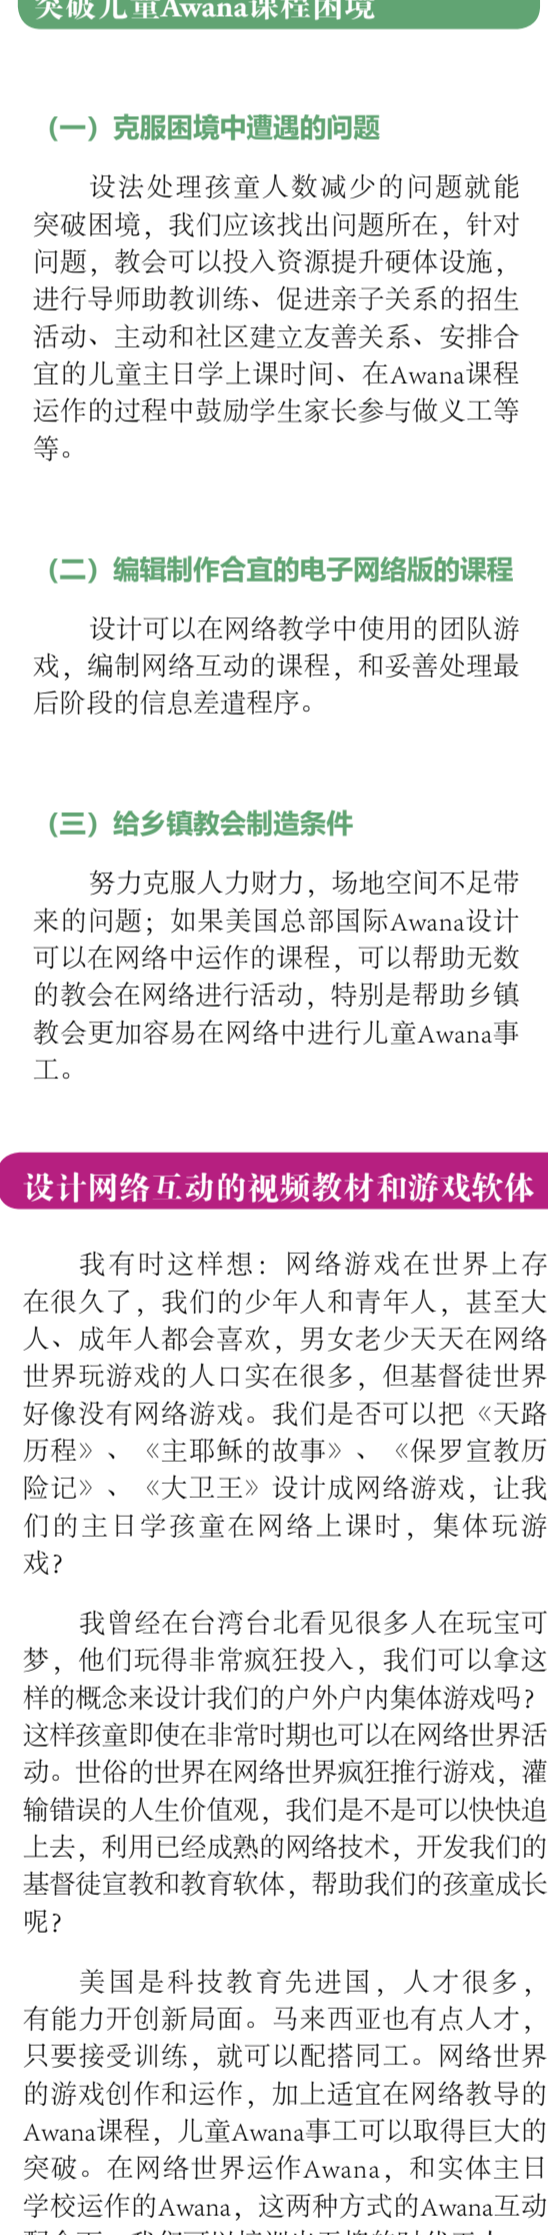 突破儿童Awana课程困境
（一）克服困境中遭遇的问题
设法处理孩童人数减少的问题就能
突破困境，我们应该找出问题所在，针对
问题，教会可以投入资源提升硬体设施，
进行导师助教训练、促进亲子关系的招生
活动、主动和社区建立友善关系、安排合
宜的儿童主日学上课时间、在Awana课程
运作的过程中鼓励学生家长参与做义工等
等。
（二）编辑制作合宜的电子网络版的课程
设计可以在网络教学中使用的团队游
戏，编制网络互动的课程，和妥善处理最
后阶段的信息差遣程序。
（三）给乡镇教会制造条件
努力克服人力财力，场地空间不足带
来的问题；如果美国总部国际Awana设计
可以在网络中运作的课程，可以帮助无数
的教会在网络进行活动，特别是帮助乡镇
教会更加容易在网络中进行儿童Awana事
工。
设计网络互动的视频教材和游戏软体
我有时这样想：网络游戏在世界上存
在很久了，我们的少年人和青年人，甚至大
人、成年人都会喜欢，男女老少天天在网络
世界玩游戏的人口实在很多，但基督徒世界
好像没有网络游戏。我们是否可以把《天路
历程》、《主耶稣的故事》、《保罗宣教历
险记》、《大卫王》设计成网络游戏，让我
们的主日学孩童在网络上课时，集体玩游
戏？
我曾经在台湾台北看见很多人在玩宝可
梦，他们玩得非常疯狂投入，我们可以拿这
样的概念来设计我们的户外户内集体游戏吗？
这样孩童即使在非常时期也可以在网络世界活
动。世俗的世界在网络世界疯狂推行游戏，灌
输错误的人生价值观，我们是不是可以快快追
上去，利用已经成熟的网络技术，开发我们的
基督徒宣教和教育软体，帮助我们的孩童成长
呢？
美国是科技教育先进国，人才很多，
有能力开创新局面。马来西亚也有点人才，
只要接受训练，就可以配搭同工。网络世界
的游戏创作和运作，加上适宜在网络教导的
Awana课程，儿童Awana事工可以取得巨大的
突破。在网络世界运作Awana，和实体主日
学校运作的Awana，这两种方式的Awana互动